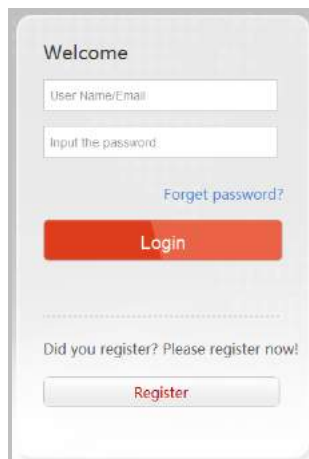 Welcome
User Name/Email
Input the password
Forget password?
Login
Did you register? Please register now!
Register